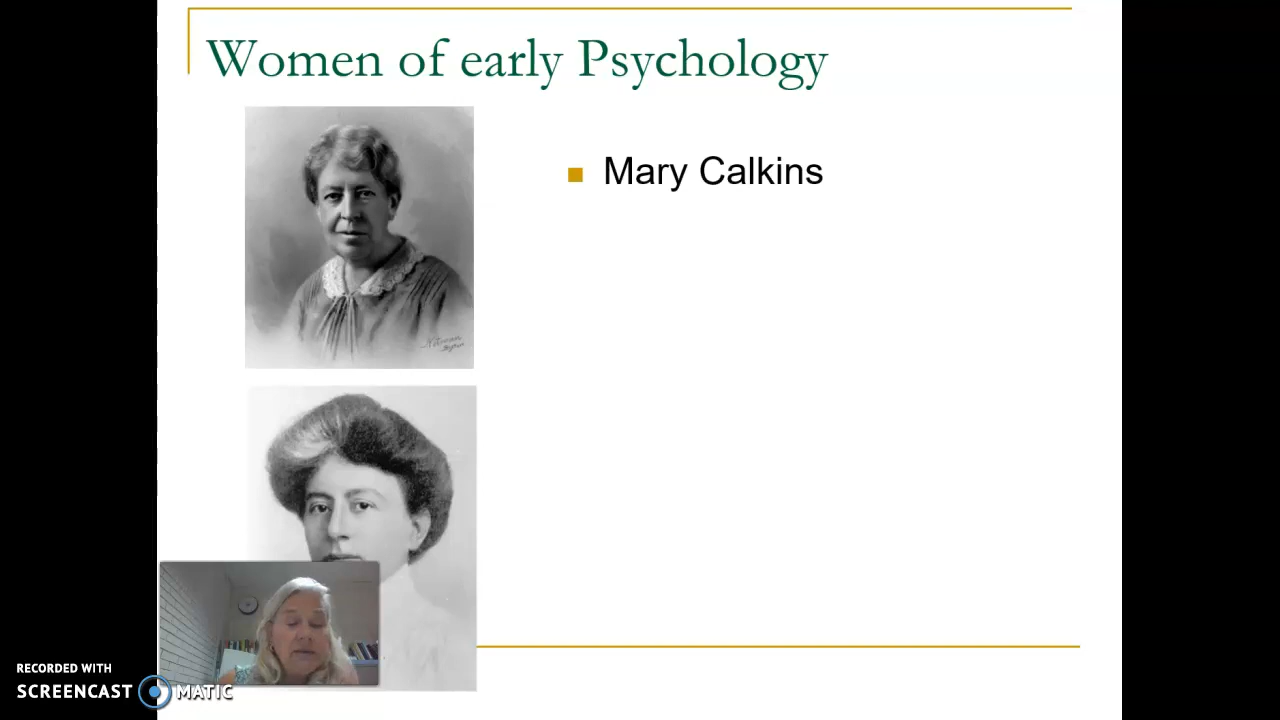 Women of early Psychology
Mary Calkins
RECORDED WITH
SCREENCAST MATIC